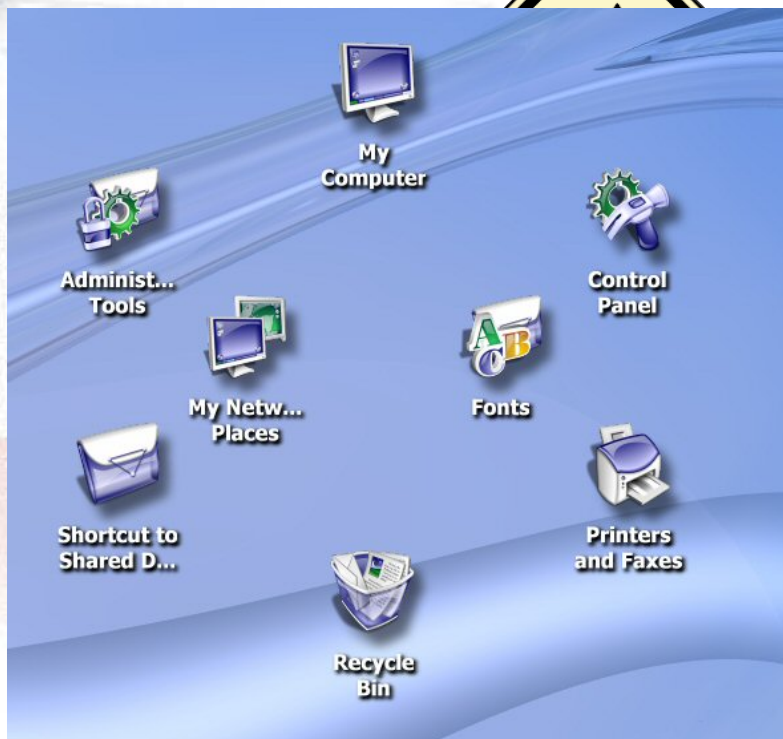 My
Computer
Administ...
Tools
Control
Panel
My Netw...
Places
Fonts
Shortcut to
Shared D...
Printers
and Faxes
Recycle
Bin